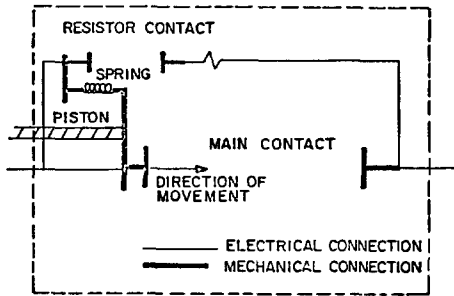 RESISTOR CONTACT
SPRING
PISTON
MAIN CONTACT
DIRECTION OF
MOVEMENT
ELECTRICAL CONNECTION
MECHANICAL CONNECTION